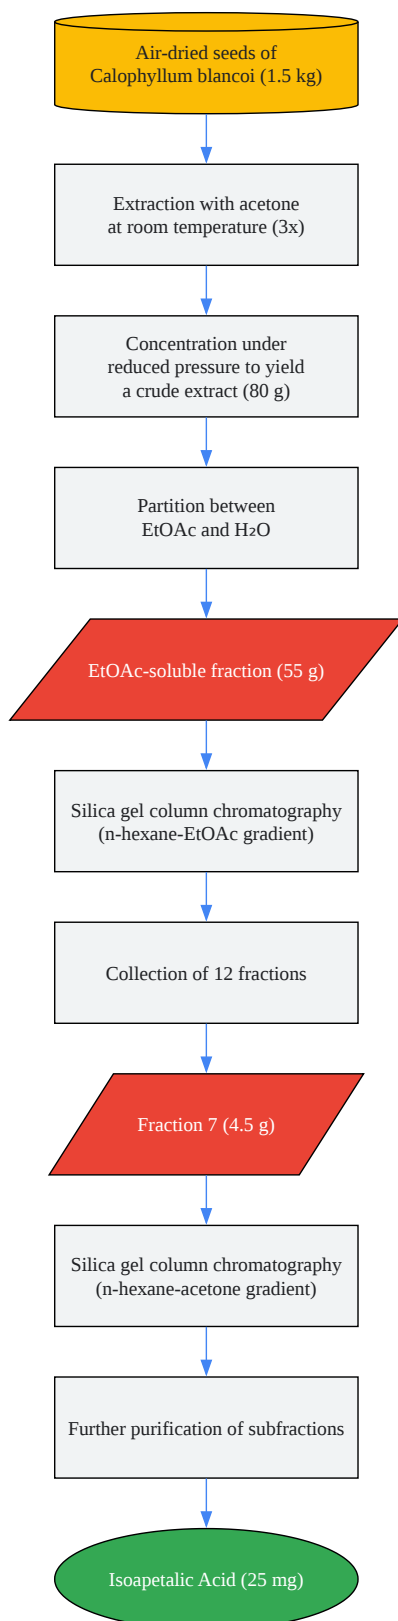 Air-dried seeds of
Calophyllum blancoi (1.5 kg)
Extraction with acetone
at room temperature (3x)
Concentration under
reduced pressure to yield
a crude extract (80 g)
Partition between
EtOAc and H₂O
EtOAc-soluble fraction (55 g)
Silica gel column chromatography
(n-hexane-EtOAc gradient)
Collection of 12 fractions
Fraction 7 (4.5 g)
Silica gel column chromatography
(n-hexane-acetone gradient)
Further purification of subfractions
Isoapetalic Acid (25 mg)